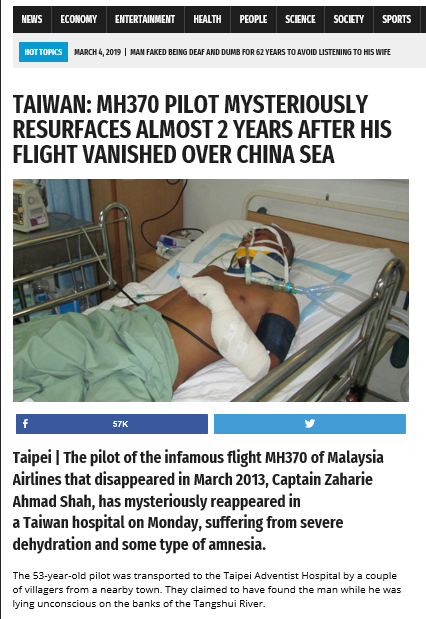 NEWS ECONOMY ENTERTAINMENT HEALTH PEOPLE SCIENCE SOCIETY SPORTS
HOT TOPICS MARCH 4, 2019 | MAN FAKED BEING DEAF AND DUMB FOR 62 YEARS TO AVOID LISTENING TO HIS WIFE
TAIWAN: MH370 PILOT MYSTERIOUSLY
RESURFACES ALMOST 2 YEARS AFTER HIS
FLIGHT VANISHED OVER CHINA SEA
f 57K
Taipei | The pilot of the infamous flight MH370 of Malaysia
Airlines that disappeared in March 2013, Captain Zaharie
Ahmad Shah, has mysteriously reappeared in
a Taiwan hospital on Monday, suffering from severe
dehydration and some type of amnesia.
The 53-year-old pilot was transported to the Taipei Adventist Hospital by a couple
of villagers from a nearby town. They claimed to have found the man while he was
lying unconscious on the banks of the Tangshui River.